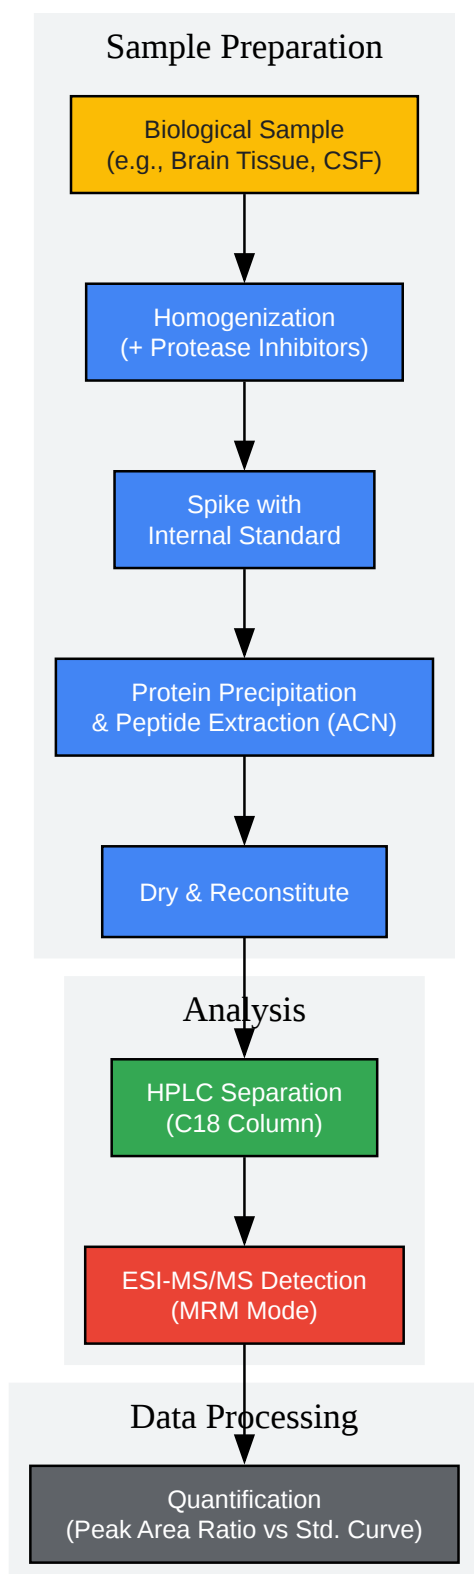 Sample Preparation
Biological Sample
(e.g., Brain Tissue, CSF)
Homogenization
(+ Protease Inhibitors)
Spike with
Internal Standard
Protein Precipitation
& Peptide Extraction (ACN)
Dry & Reconstitute
Analysis
HPLC Separation
(C18 Column)
ESI-MS/MS Detection
(MRM Mode)
Data Processing
Quantification
(Peak Area Ratio vs Std. Curve)